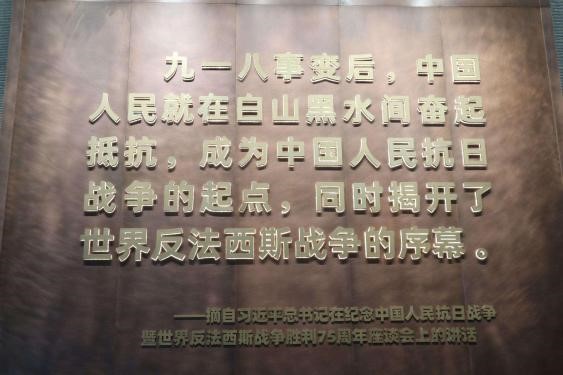 九一八事变后，中国
人民就在白山黑水间奋起
抵抗，成为中国人民抗日
战争的起点，同时揭开了
世界反法西斯战争的序幕。
——摘自习近平总书记在纪念中国人民抗日战争
暨世界反法西斯战争胜利75周年座谈会上的讲话